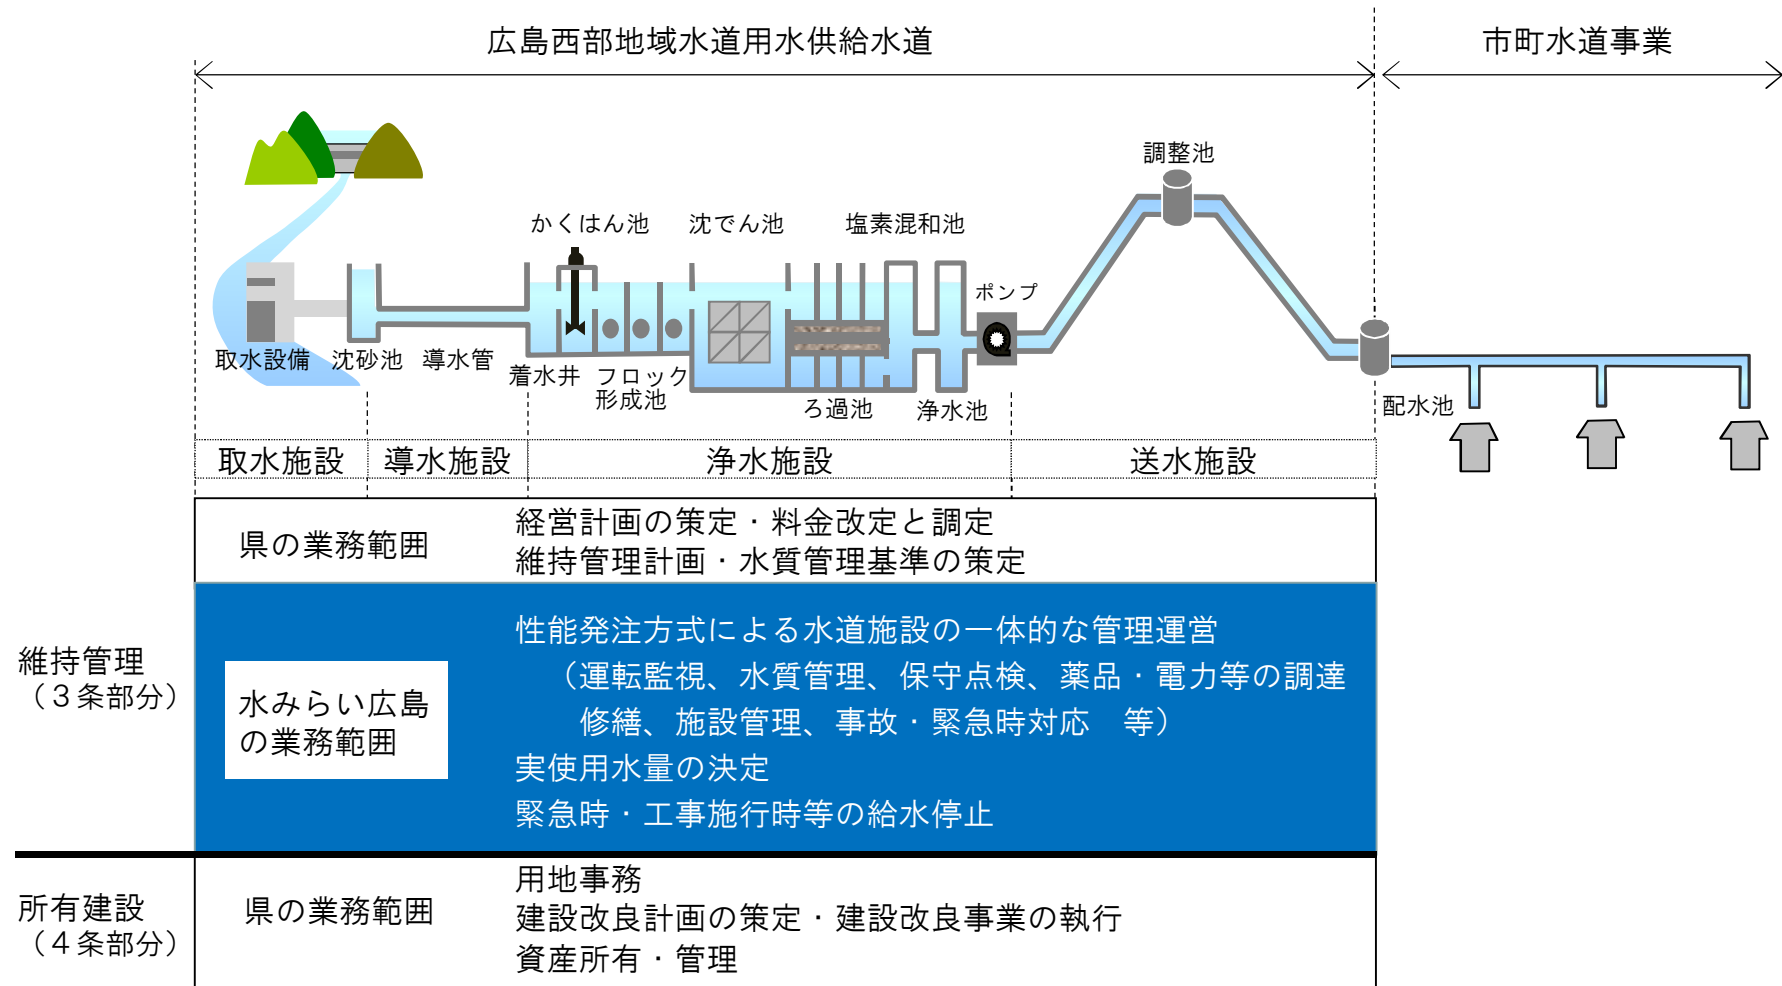 広島西部地域水道用水供給水道
市町水道事業
調整池
かくはん池
沈でん池
塩素混和池
ポンプ
取水設備
沈砂池
導水管
着水井
フロック
形成池
ろ過池
浄水池
配水池
取水施設
導水施設
浄水施設
送水施設
県の業務範囲
経営計画の策定・料金改定と調定
維持管理計画・水質管理基準の策定
維持管理
（３条部分）
水みらい広島
の業務範囲
性能発注方式による水道施設の一体的な管理運営
（運転監視、水質管理、保守点検、薬品・電力等の調達
修繕、施設管理、事故・緊急時対応　等）
実使用水量の決定
緊急時・工事施行時等の給水停止
所有建設
（４条部分）
県の業務範囲
用地事務
建設改良計画の策定・建設改良事業の執行
資産所有・管理